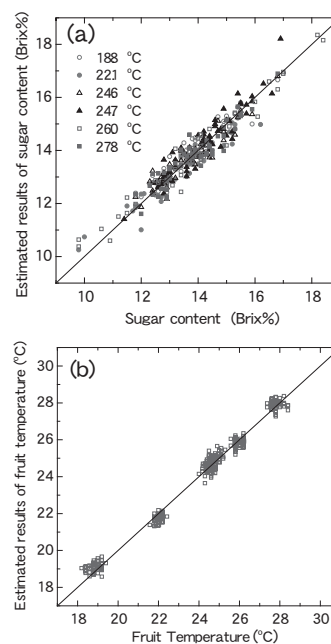 (a)
188 °C
221 °C
246 °C
247 °C
260 °C
278 °C
Estimated results of sugar content (Brix%)
18
16
14
12
10
10 12 14 16 18
Sugar content (Brix%)
(b)
Estimated results of fruit temperature (°C)
30
28
26
24
22
20
18
18 20 22 24 26 28 30
Fruit Temperature(°C)